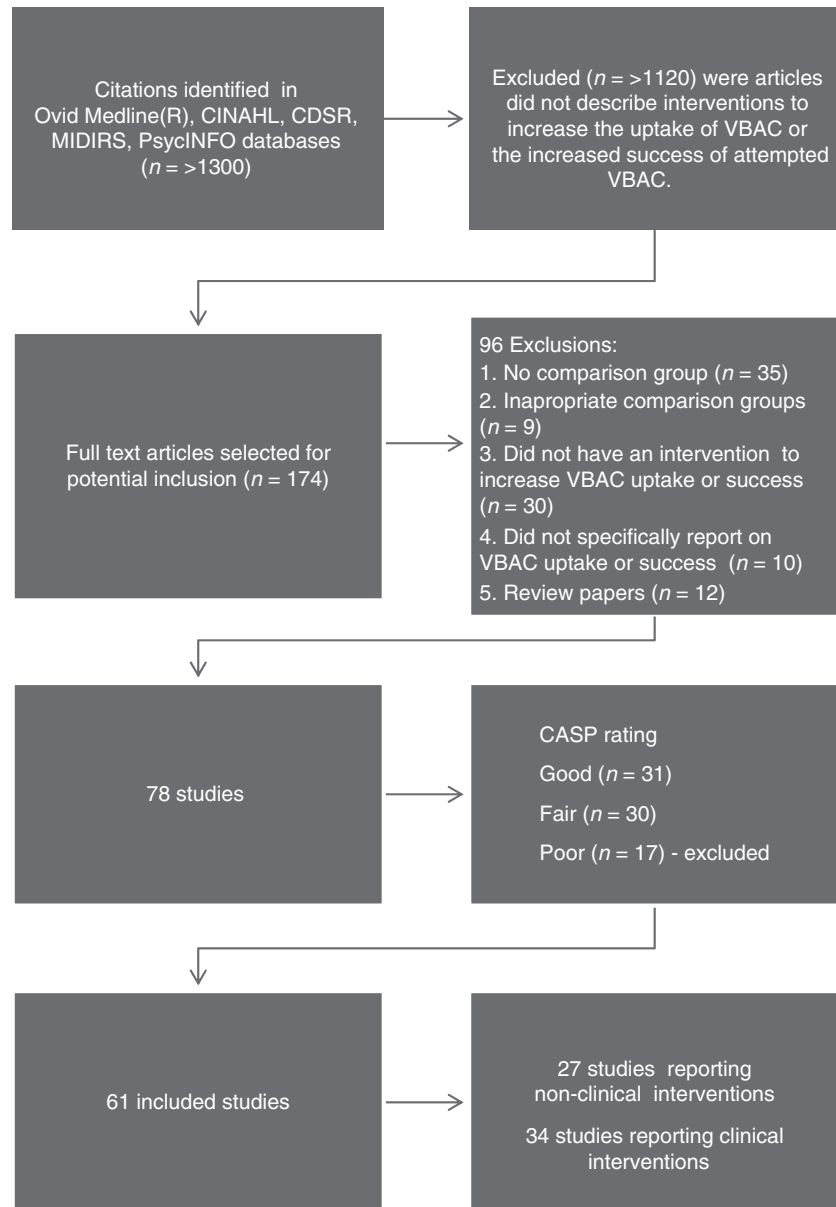 Citations identified in
Ovid Medline(R), CINAHL, CDSR,
MIDIRS, PsycINFO databases
(n = >1300)
Excluded (n = >1120) were articles
did not describe interventions to
increase the uptake of VBAC or
the increased success of attempted
VBAC.
Full text articles selected for
potential inclusion (n = 174)
96 Exclusions:
1. No comparison group (n = 35)
2. Inapropriate comparison groups
(n = 9)
3. Did not have an intervention to
increase VBAC uptake or success
(n = 30)
4. Did not specifically report on
VBAC uptake or success (n = 10)
5. Review papers (n = 12)
78 studies
CASP rating
Good (n = 31)
Fair (n = 30)
Poor (n = 17) - excluded
61 included studies
27 studies reporting
non-clinical interventions
34 studies reporting clinical
interventions